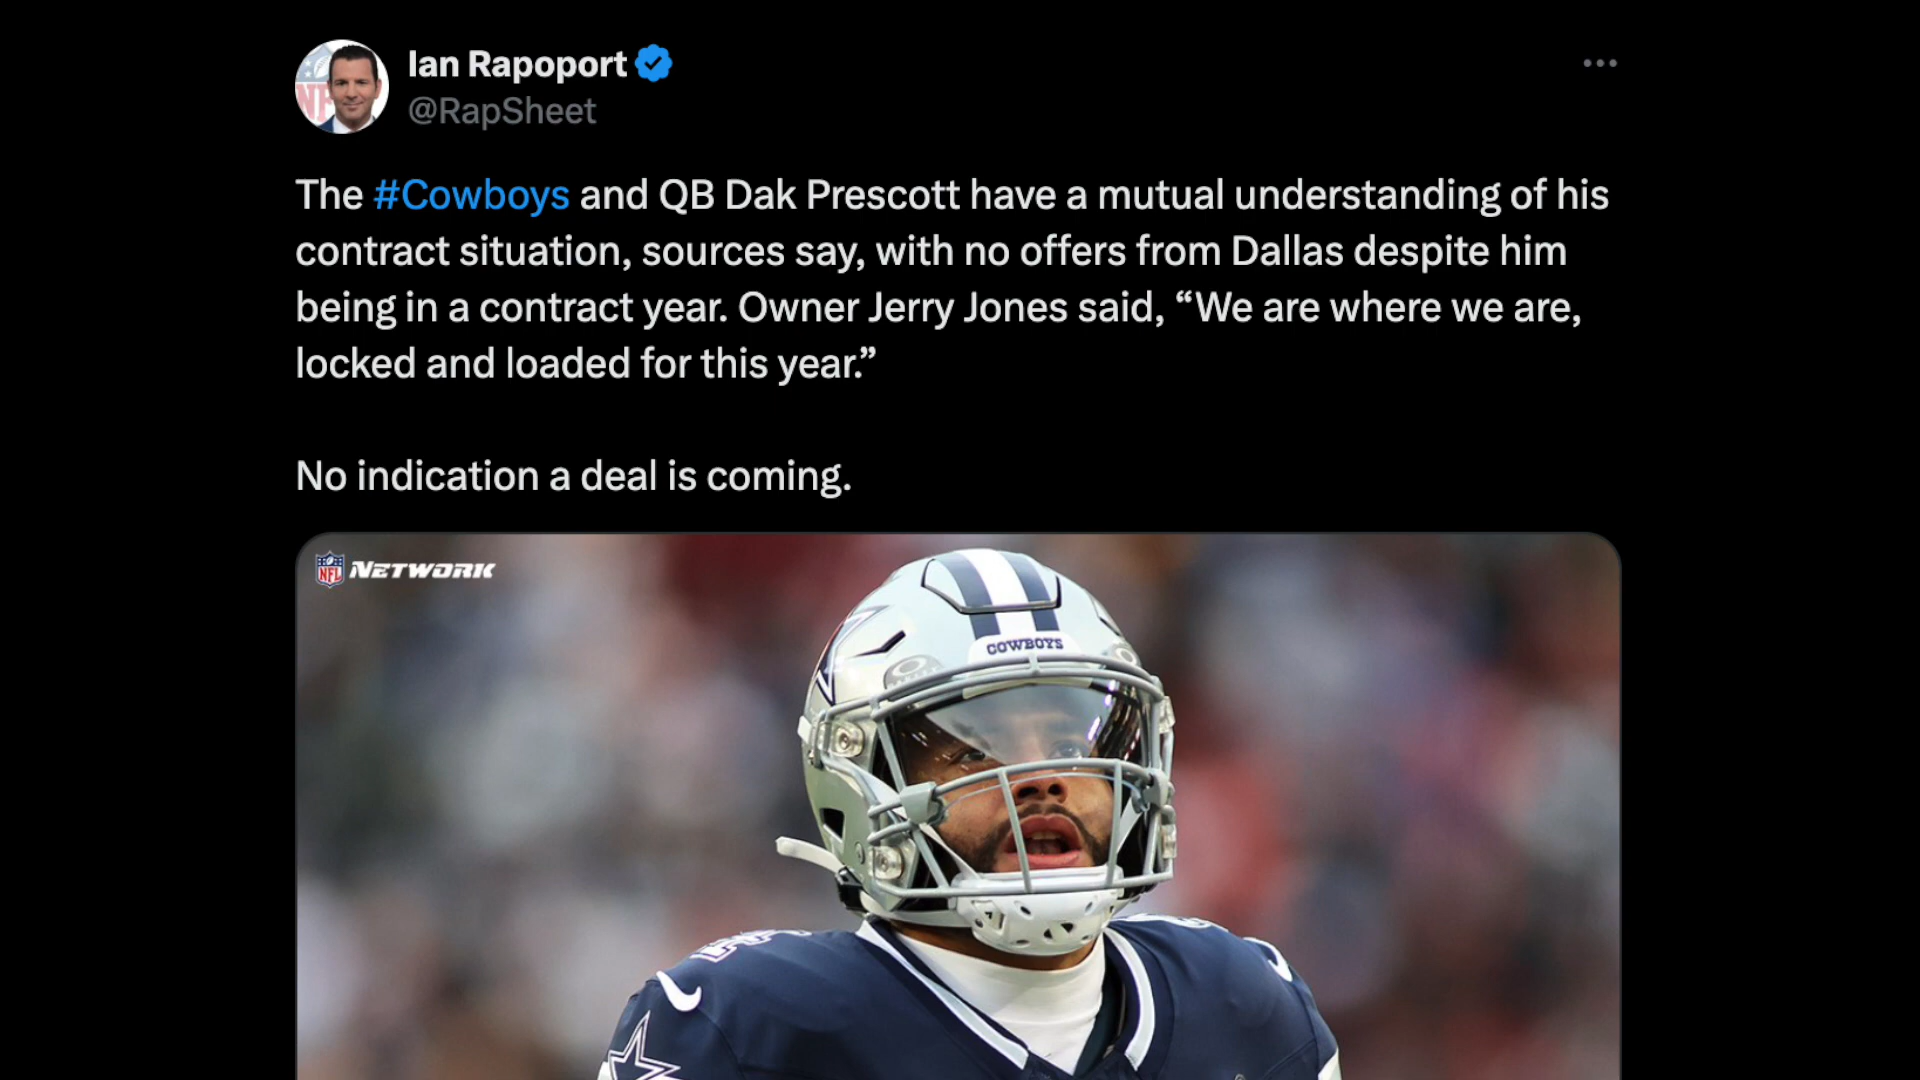 Ian Rapoport
@RapSheet
The #Cowboys and QB Dak Prescott have a mutual understanding of his
contract situation, sources say, with no offers from Dallas despite him
being in a contract year. Owner Jerry Jones said, “We are where we are,
locked and loaded for this year.”
No indication a deal is coming.
NFL NETWORK
COWBOYS